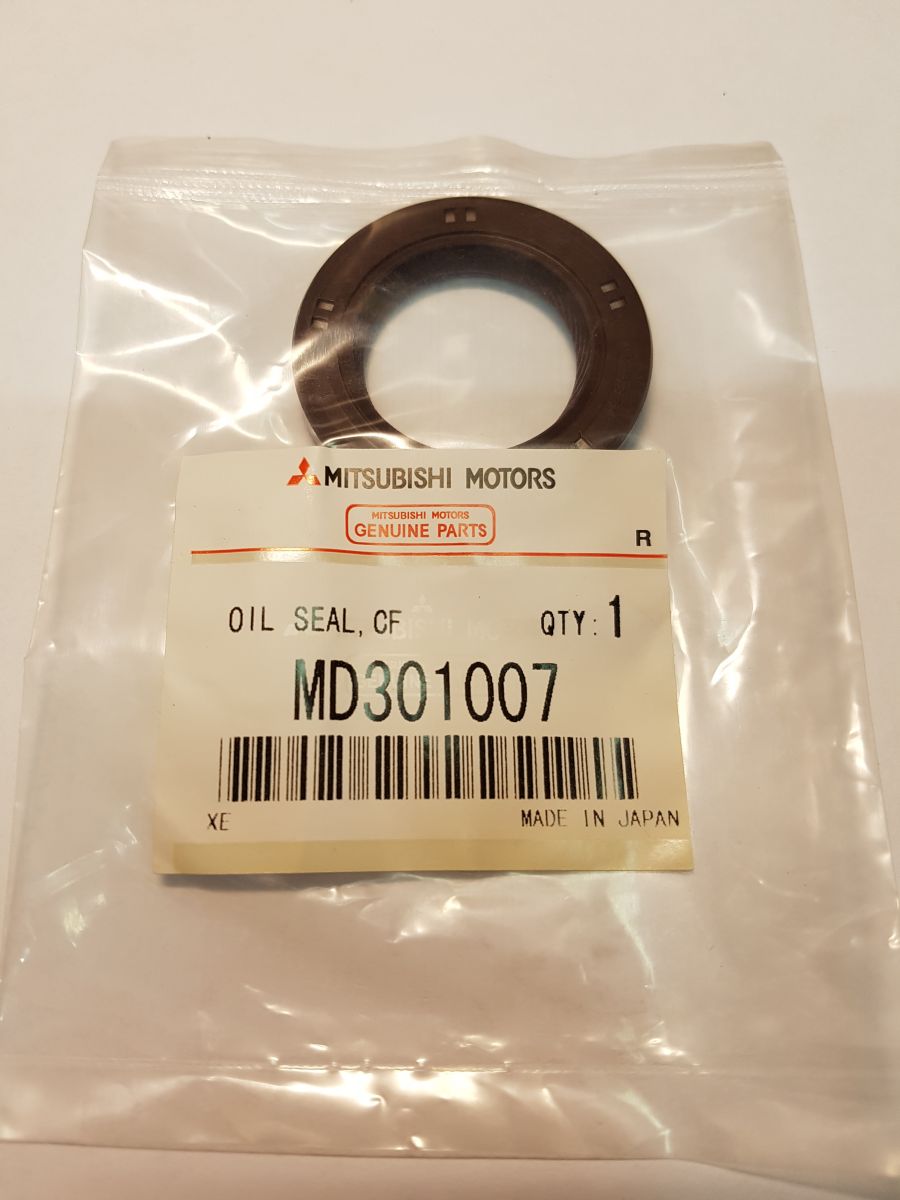 MITSUBISHI MOTORS
MITSUBISHI MOTORS
GENUINE PARTS
R
OIL SEAL, CF QTY: 1
MD301007
XE MADE IN JAPAN